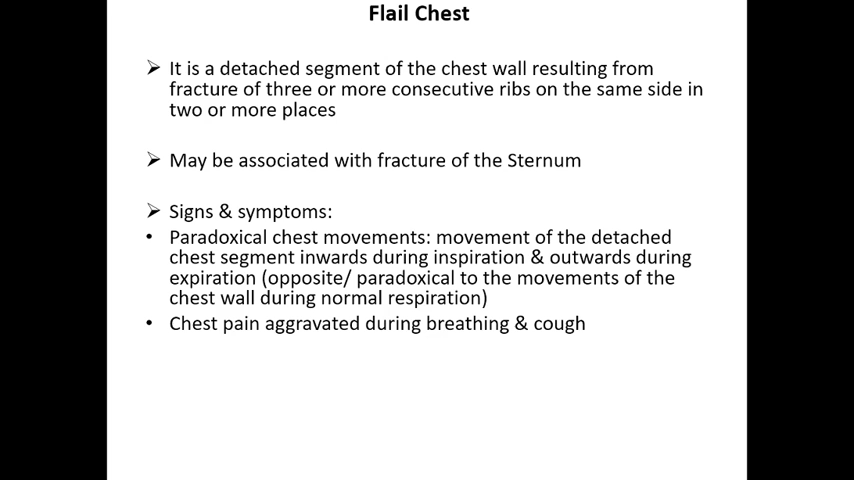 Flail Chest
➢ It is a detached segment of the chest wall resulting from
fracture of three or more consecutive ribs on the same side in
two or more places
➢ May be associated with fracture of the Sternum
➢ Signs & symptoms:
• Paradoxical chest movements: movement of the detached
chest segment inwards during inspiration & outwards during
expiration (opposite/ paradoxical to the movements of the
chest wall during normal respiration)
• Chest pain aggravated during breathing & cough